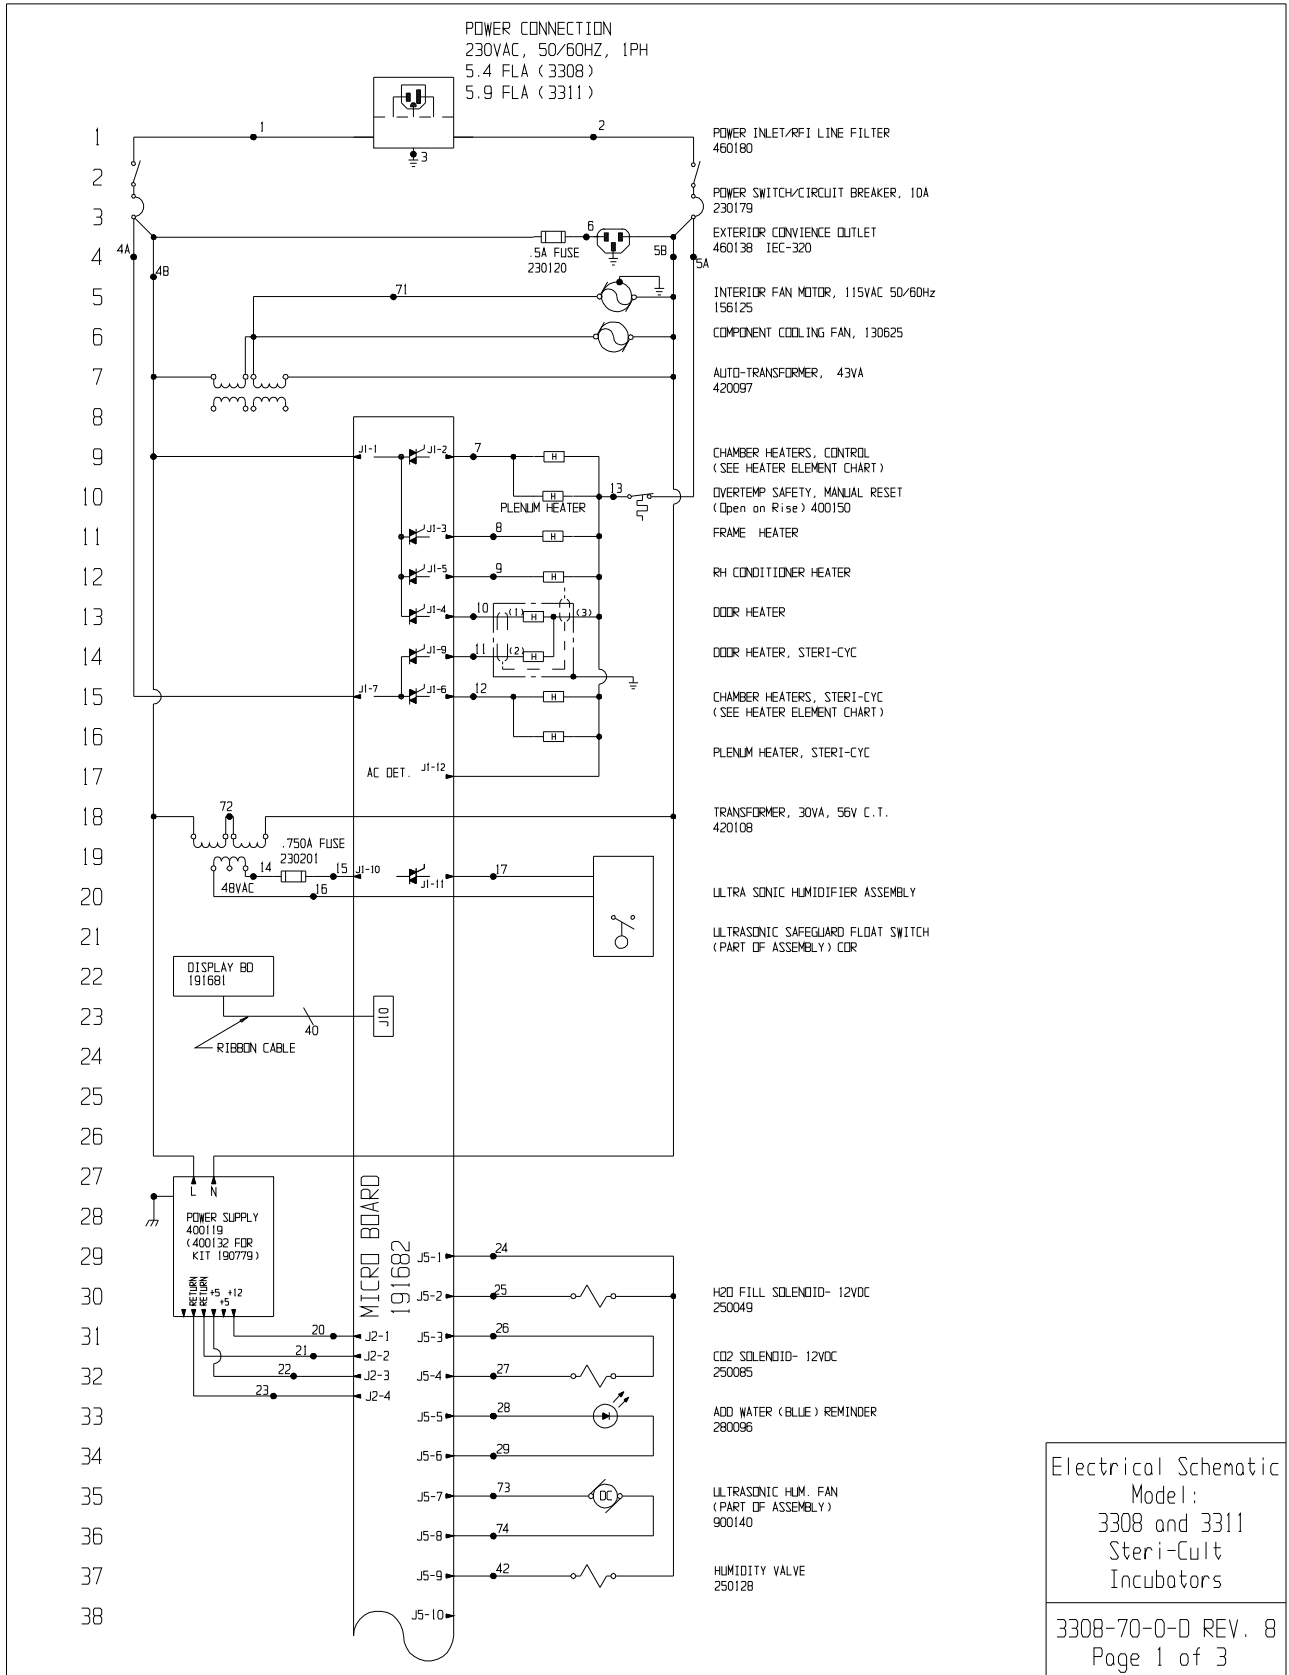 POWER CONNECTION
230VAC, 50/60HZ, 1PH
5.4 FLA (3308)
5.9 FLA (3311)
1
1
2
POWER INLET/RFI LINE FILTER
460180
3
2
POWER SWITCH/CIRCUIT BREAKER, 10A
230179
3
6
EXTERIOR CONVIENCE OUTLET
460138 IEC-320
4A
5B
4
.5A FUSE
230120
5A
4B
5
71
INTERIOR FAN MOTOR, 115VAC 50/60Hz
156125
6
COMPONENT COOLING FAN, 130625
7
AUTO-TRANSFORMER, 43VA
420097
8
9
J1-1
J1-2
7
H
CHAMBER HEATERS, CONTROL
(SEE HEATER ELEMENT CHART)
10
H
13
OVERTEMP SAFETY, MANUAL RESET
(Open on Rise) 400150
PLENUM HEATER
11
J1-3
8
H
FRAME HEATER
12
J1-5
9
H
RH CONDITIONER HEATER
13
J1-4
10
(1)
H
(3)
DOOR HEATER
14
J1-9
11
(2)
H
DOOR HEATER, STERI-CYC
15
J1-7
J1-6
12
H
CHAMBER HEATERS, STERI-CYC
(SEE HEATER ELEMENT CHART)
16
H
PLENUM HEATER, STERI-CYC
17
AC DET.
J1-12
18
72
TRANSFORMER, 30VA, 56V C.T.
420108
19
.750A FUSE
230201
14
15
J1-10
J1-11
17
48VAC
16
20
ULTRA SONIC HUMIDIFIER ASSEMBLY
21
ULTRASONIC SAFEGUARD FLOAT SWITCH
(PART OF ASSEMBLY) COR
22
DISPLAY BD
191681
23
40
J10
RIBBON CABLE
24
25
26
27
L N
28
POWER SUPPLY
400119
(400132 FOR
KIT 190779)
MICRO BOARD
191682
29
J5-1
24
30
RETURN
RETURN
+5
+5
+12
J5-2
25
H2O FILL SOLENOID- 12VDC
250049
31
20
J2-1
J5-3
26
21
J2-2
CO2 SOLENOID- 12VDC
250085
32
22
J2-3
J5-4
27
23
J2-4
33
J5-5
28
ADD WATER (BLUE) REMINDER
280096
34
J5-6
29
35
J5-7
73
DC
ULTRASONIC HUM. FAN
(PART OF ASSEMBLY)
900140
36
J5-8
74
37
J5-9
42
HUMIDITY VALVE
250128
38
J5-10
Electrical Schematic
Model:
3308 and 3311
Steri-Cult
Incubators
3308-70-0-D REV. 8
Page 1 of 3